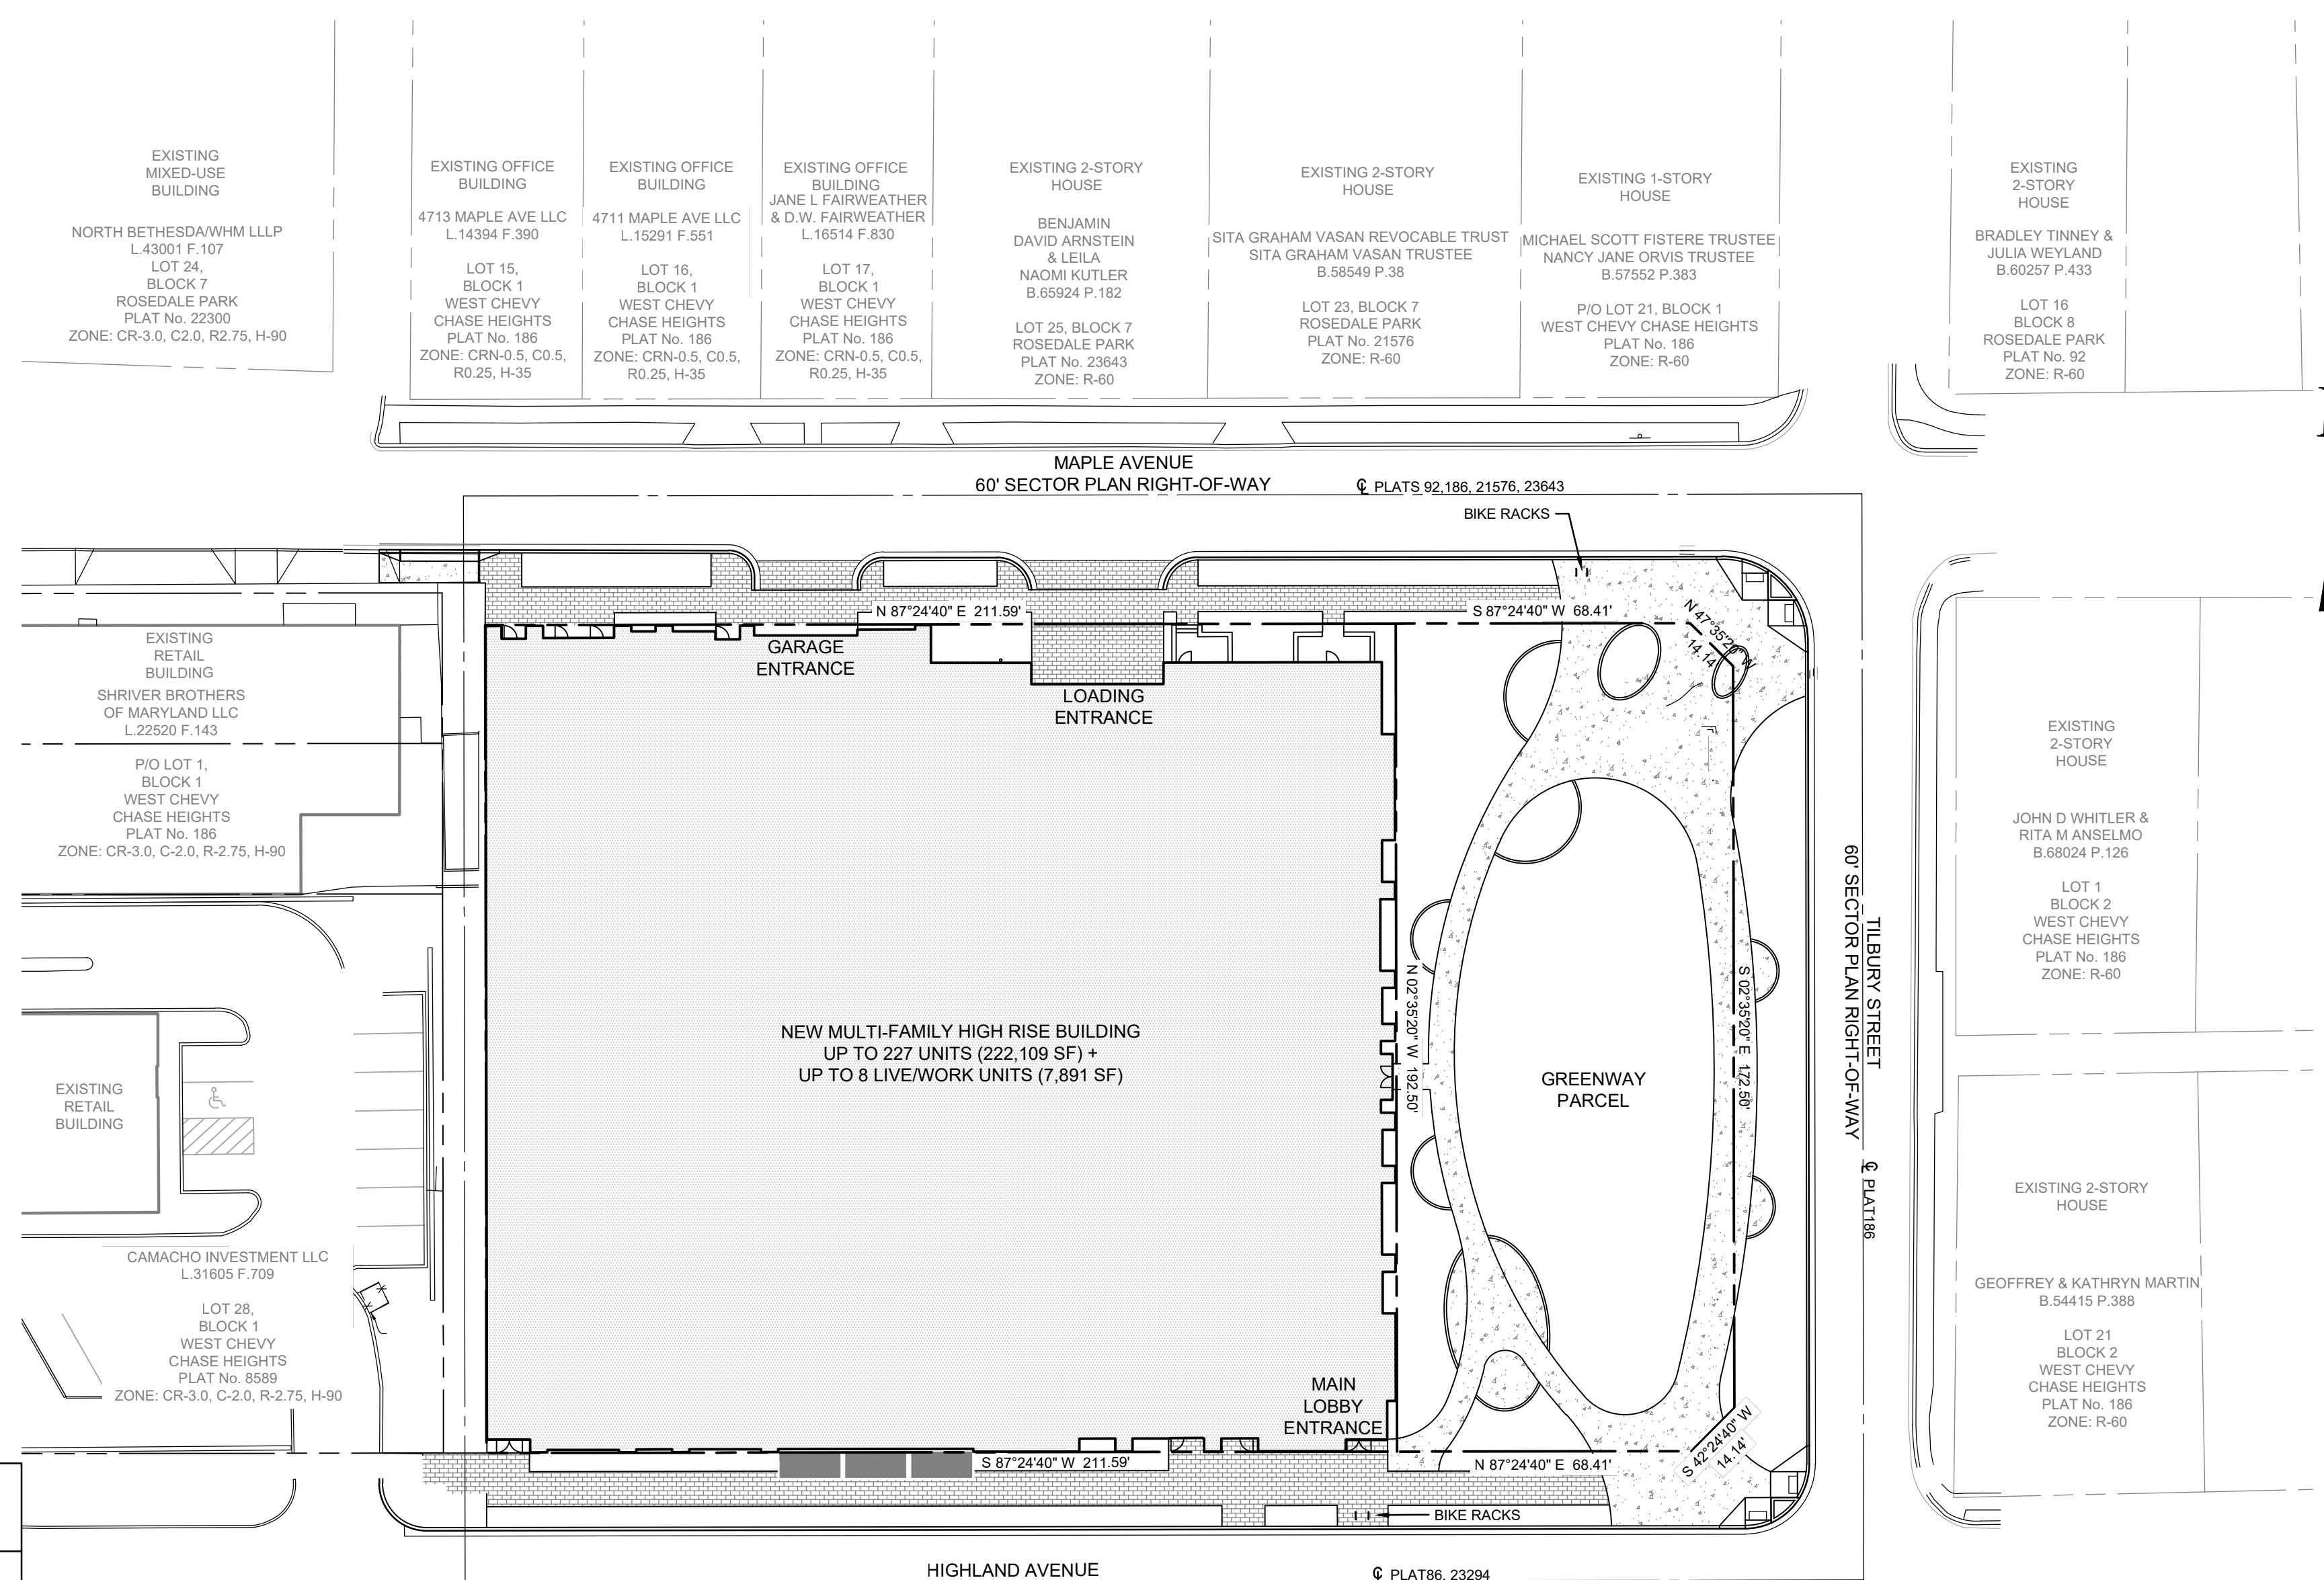 EXISTING
MIXED-USE
BUILDING
NORTH BETHESDA/WHM LLLP
L.43001 F.107
LOT 24,
BLOCK 7
ROSEDALE PARK
PLAT No. 22300
ZONE: CR-3.0, C2.0, R2.75, H-90
EXISTING OFFICE
BUILDING
4713 MAPLE AVE LLC
L.14394 F.390
LOT 15,
BLOCK 1
WEST CHEVY
CHASE HEIGHTS
PLAT No. 186
ZONE: CRN-0.5, C0.5,
R0.25, H-35
EXISTING OFFICE
BUILDING
4711 MAPLE AVE LLC
L.15291 F.551
LOT 16,
BLOCK 1
WEST CHEVY
CHASE HEIGHTS
PLAT No. 186
ZONE: CRN-0.5, C0.5,
R0.25, H-35
EXISTING OFFICE
BUILDING
JANE L FAIRWEATHER
& D.W. FAIRWEATHER
L.16514 F.830
LOT 17,
BLOCK 1
WEST CHEVY
CHASE HEIGHTS
PLAT No. 186
ZONE: CRN-0.5, C0.5,
R0.25, H-35
EXISTING 2-STORY
HOUSE
BENJAMIN
DAVID ARNSTEIN
& LEILA
NAOMI KUTLER
B.65924 P.182
LOT 25, BLOCK 7
ROSEDALE PARK
PLAT No. 23643
ZONE: R-60
EXISTING 2-STORY
HOUSE
SITA GRAHAM VASAN REVOCABLE TRUST
SITA GRAHAM VASAN TRUSTEE
B.58549 P.38
LOT 23, BLOCK 7
ROSEDALE PARK
PLAT No. 21576
ZONE: R-60
EXISTING 1-STORY
HOUSE
MICHAEL SCOTT FISTERE TRUSTEE
NANCY JANE ORVIS TRUSTEE
B.57552 P.383
P/O LOT 21, BLOCK 1
WEST CHEVY CHASE HEIGHTS
PLAT No. 186
ZONE: R-60
EXISTING
2-STORY
HOUSE
BRADLEY TINNEY &
JULIA WEYLAND
B.60257 P.433
LOT 16
BLOCK 8
ROSEDALE PARK
PLAT No. 92
ZONE: R-60
MAPLE AVENUE
60' SECTOR PLAN RIGHT-OF-WAY
℄ PLATS 92,186, 21576, 23643
BIKE RACKS
N 87°24'40" E 211.59'
S 87°24'40" W 68.41'
N 47°35'20" W
14.14'
GARAGE
ENTRANCE
LOADING
ENTRANCE
EXISTING
RETAIL
BUILDING
SHRIVER BROTHERS
OF MARYLAND LLC
L.22520 F.143
P/O LOT 1,
BLOCK 1
WEST CHEVY
CHASE HEIGHTS
PLAT No. 186
ZONE: CR-3.0, C-2.0, R-2.75, H-90
EXISTING
2-STORY
HOUSE
JOHN D WHITLER &
RITA M ANSELMO
B.68024 P.126
LOT 1
BLOCK 2
WEST CHEVY
CHASE HEIGHTS
PLAT No. 186
ZONE: R-60
TILBURY STREET
60' SECTOR PLAN RIGHT-OF-WAY
℄ PLAT186
N 02°35'20" W 192.50'
S 02°35'20" E 172.50'
NEW MULTI-FAMILY HIGH RISE BUILDING
UP TO 227 UNITS (222,109 SF) +
UP TO 8 LIVE/WORK UNITS (7,891 SF)
GREENWAY
PARCEL
EXISTING
RETAIL
BUILDING
CAMACHO INVESTMENT LLC
L.31605 F.709
LOT 28,
BLOCK 1
WEST CHEVY
CHASE HEIGHTS
PLAT No. 8589
ZONE: CR-3.0, C-2.0, R-2.75, H-90
EXISTING 2-STORY
HOUSE
GEOFFREY & KATHRYN MARTIN
B.54415 P.388
LOT 21
BLOCK 2
WEST CHEVY
CHASE HEIGHTS
PLAT No. 186
ZONE: R-60
MAIN
LOBBY
ENTRANCE
S 42°24'40" W
14.14'
S 87°24'40" W 211.59'
N 87°24'40" E 68.41'
BIKE RACKS
HIGHLAND AVENUE
℄ PLAT86, 23294